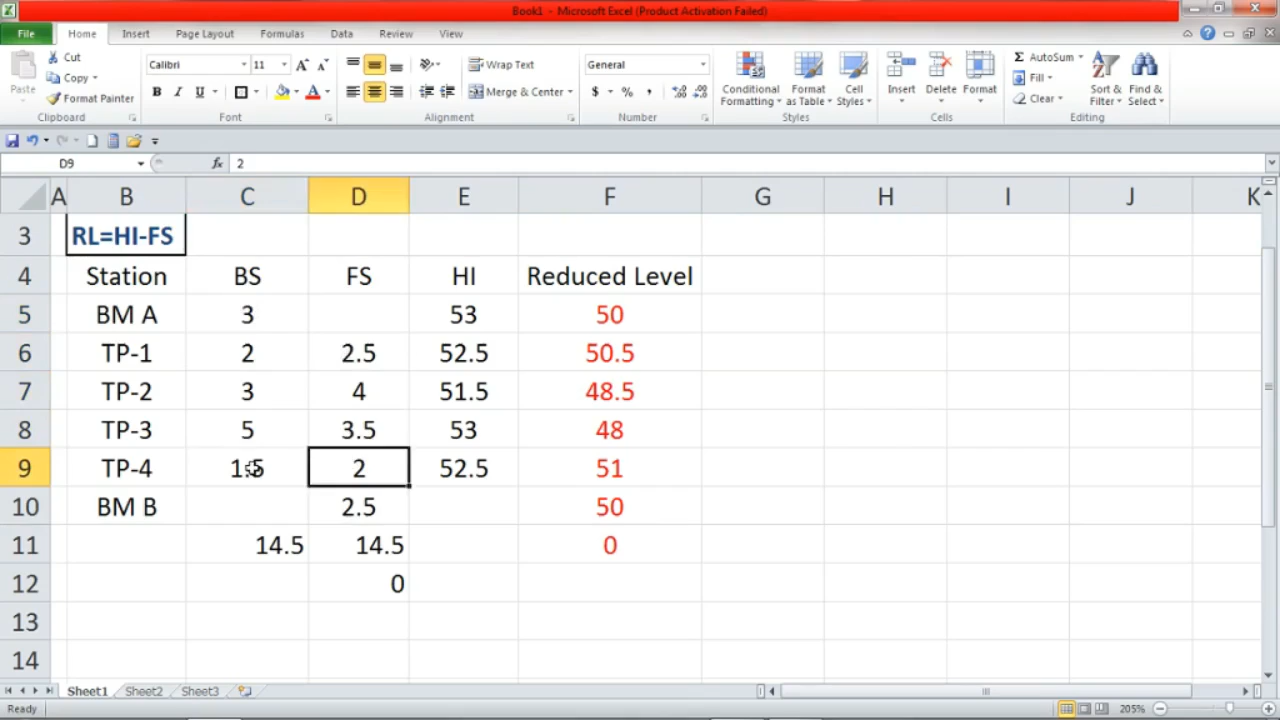 Book1 - Microsoft Excel (Product Activation Failed)
File Home Insert Page Layout Formulas Data Review View
Paste
Cut
Copy
Format Painter
Clipboard
Calibri 11
B I U
Font
Wrap Text
Merge & Center
Alignment
General
$ % ,
Number
Conditional Formatting
Format as Table
Cell Styles
Styles
Insert Delete Format
Cells
Σ AutoSum
Fill
Clear
Sort & Filter
Find & Select
Editing
D9 fx 2
A B C D E F G H I J K
3 RL=HI-FS
4 Station BS FS HI Reduced Level
5 BM A 3 53 50
6 TP-1 2 2.5 52.5 50.5
7 TP-2 3 4 51.5 48.5
8 TP-3 5 3.5 53 48
9 TP-4 1.5 2 52.5 51
10 BM B 2.5 50
11 14.5 14.5 0
12 0
13
14
Sheet1 Sheet2 Sheet3
Ready 205%